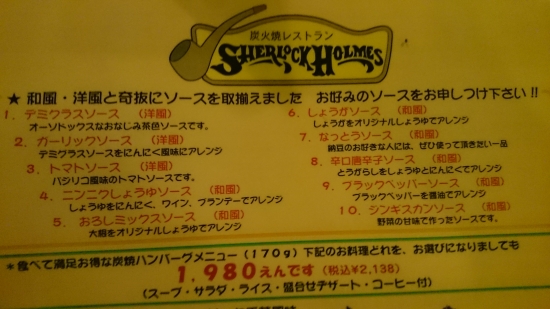 炭火焼レストラン
SHERLOCK HOLMES
★ 和風・洋風と奇抜にソースを取揃えました お好みのソースをお申しつけ下さい!!
1. デミグラスソース (洋風)
オーソドックスなおなじみ茶色ソースです。
2. ガーリックソース (洋風)
デミグラスソースをにんにく風味にアレンジ
3. トマトソース (洋風)
バジリコ風味のトマトソースです。
4. ニンニクしょうゆソース (和風)
しょうゆをにんにく、ワイン、ブランデーでアレンジ
5. おろしミックスソース (和風)
大根をオリジナルしょうゆでアレンジ
6. しょうがソース (和風)
しょうがをオリジナルしょうゆでアレンジ
7. なっとうソース (和風)
納豆のお好きな人には、ぜひ使って頂きたい一品
8. 辛口唐辛子ソース (和風)
とうがらしをしょうゆとにんにくでアレンジ
9. ブラックペッパーソース (和風)
ブラックペッパーを醤油でアレンジ
10. ジンギスカンソース (和風)
野菜の甘味で作ったソースです。
*食べて満足お得な炭焼ハンバーグメニュー (170g) 下記のお料理どれを、お選びになりましても
1,980えんです (税込¥2,138)
(スープ・サラダ・ライス・盛合せデザート・コーヒー付)